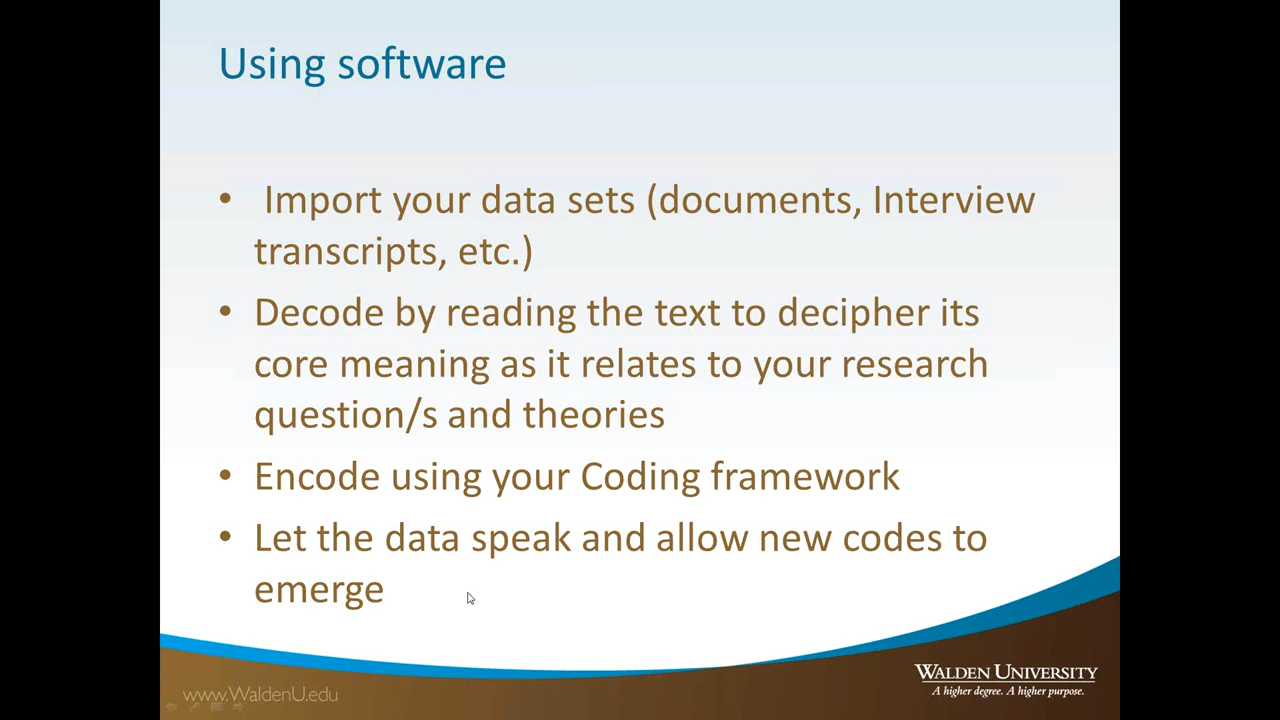 Using software
• Import your data sets (documents, Interview
transcripts, etc.)
• Decode by reading the text to decipher its
core meaning as it relates to your research
question/s and theories
• Encode using your Coding framework
• Let the data speak and allow new codes to
emerge
WALDEN UNIVERSITY
A higher degree. A higher purpose.
www.WaldenU.edu